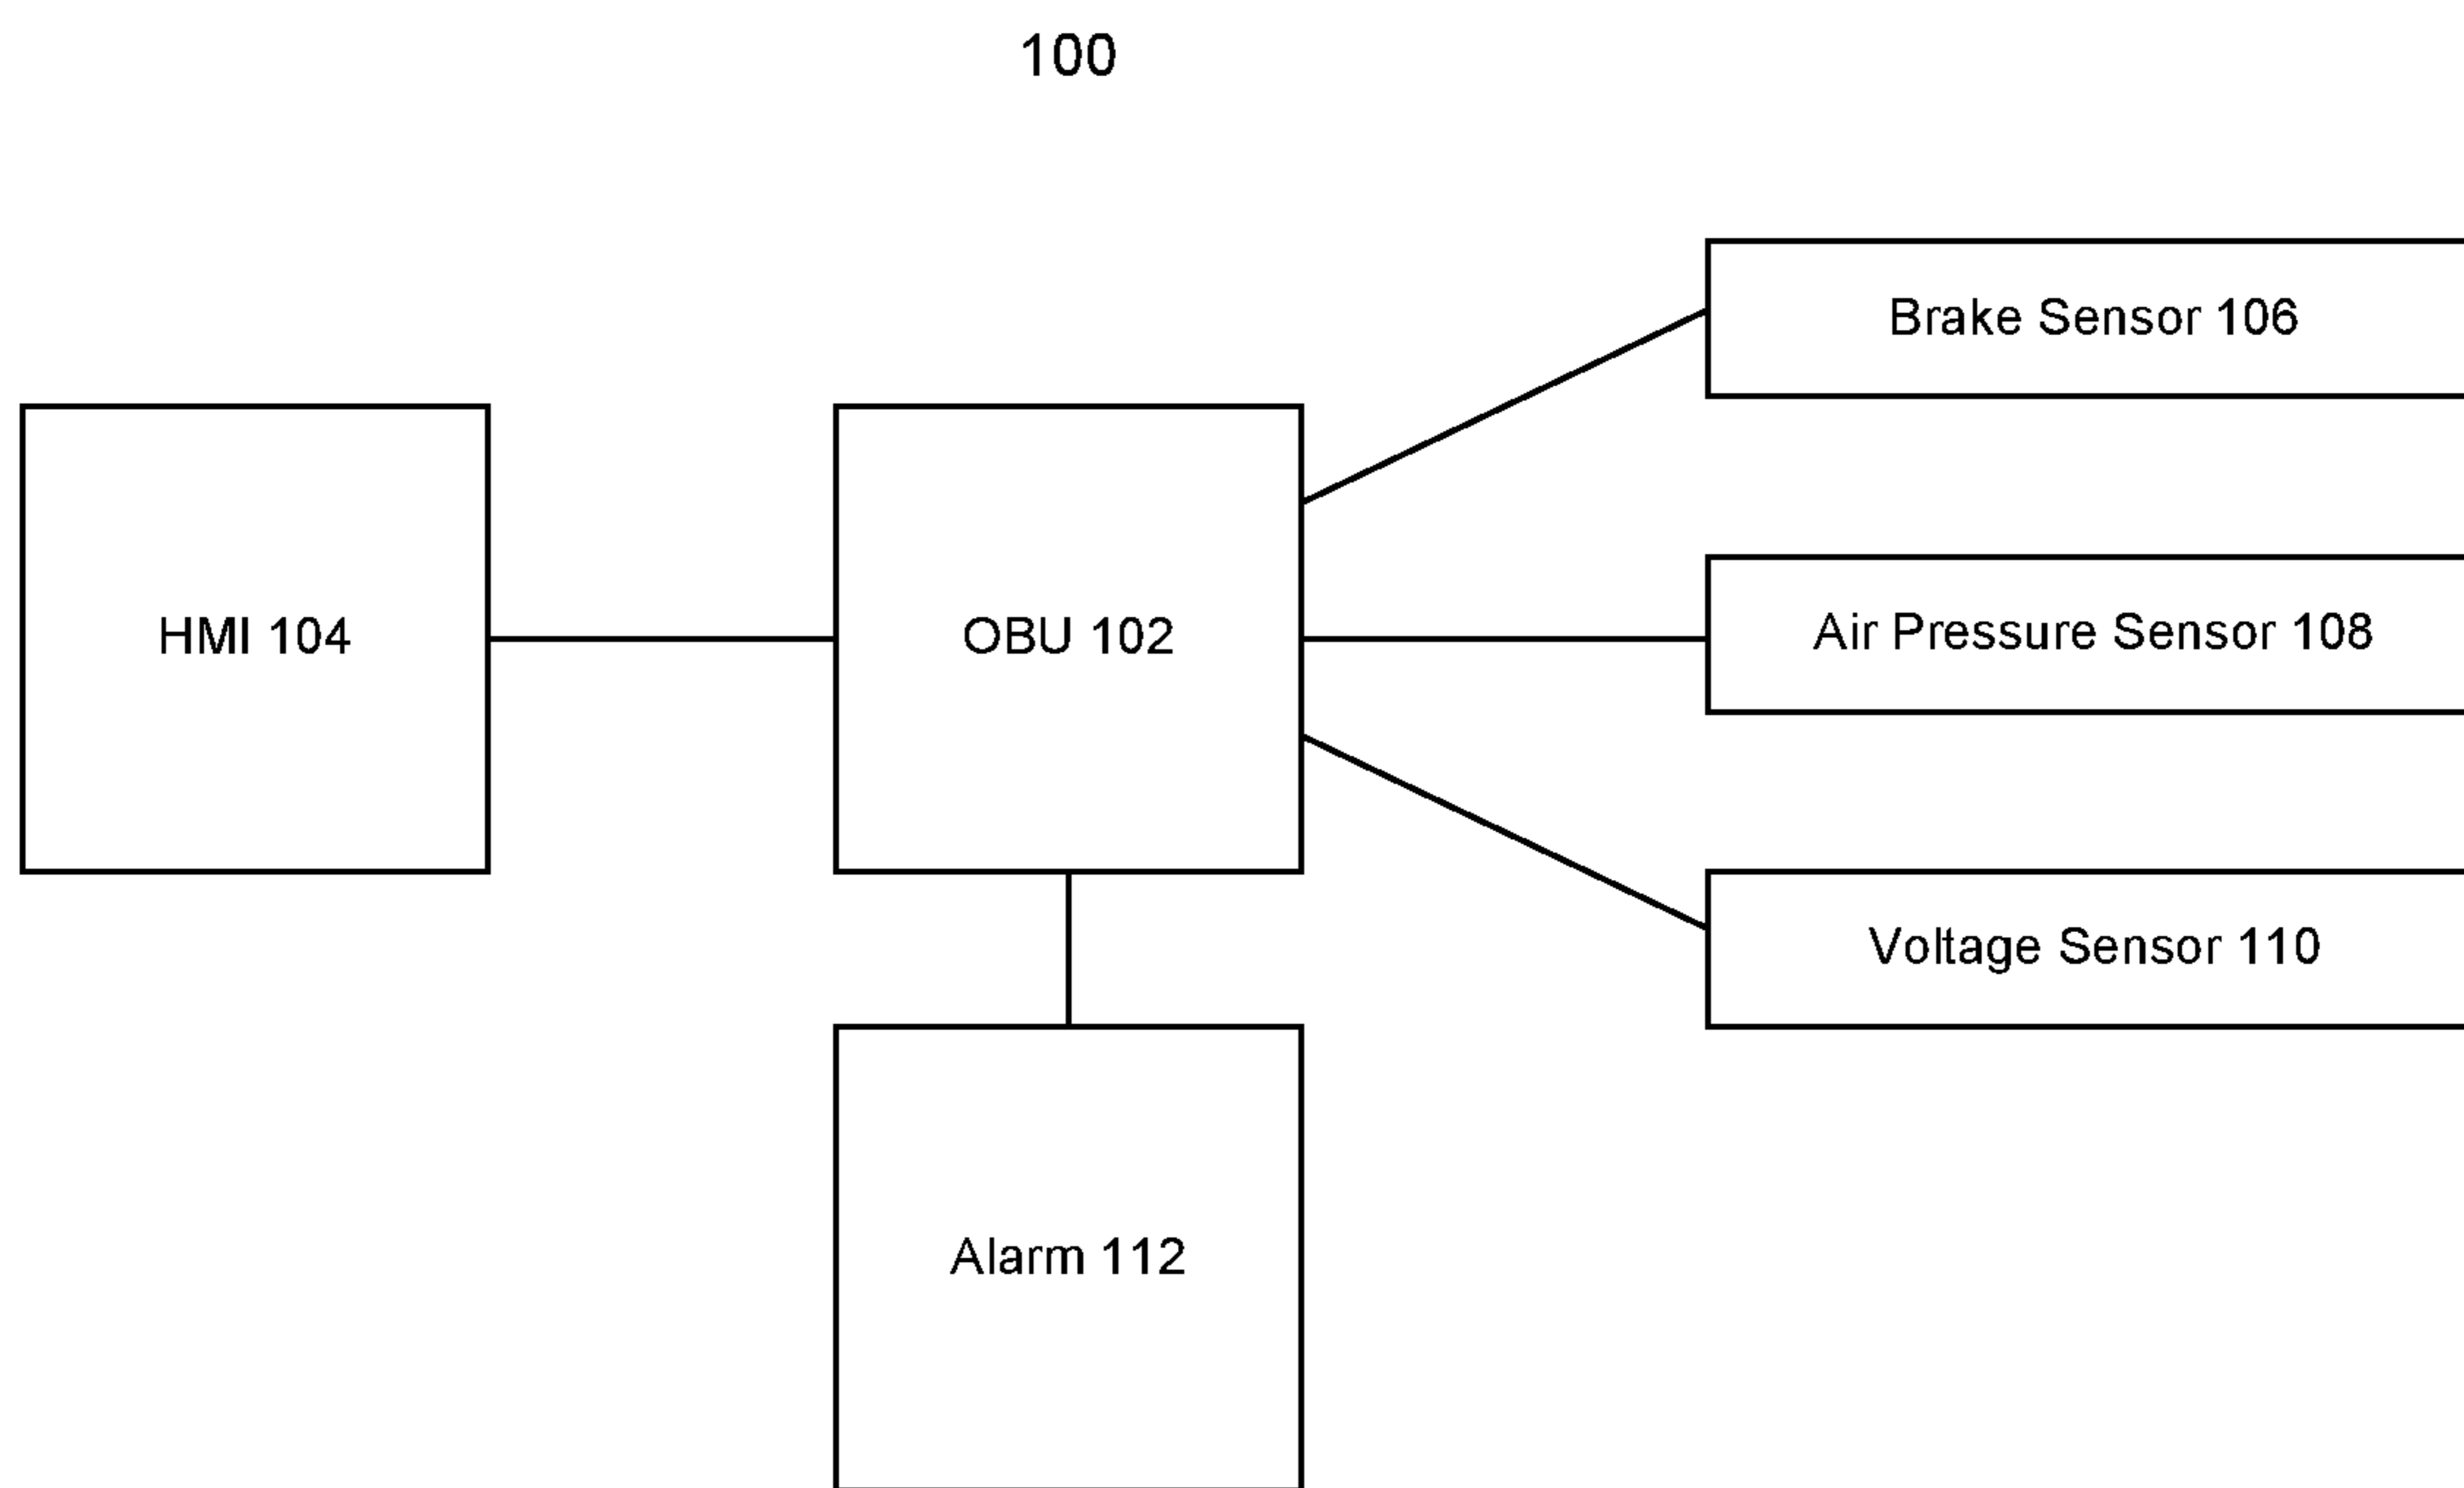 100
Brake Sensor 106
HMI 104
OBU 102
Air Pressure Sensor 108
Voltage Sensor 110
Alarm 112